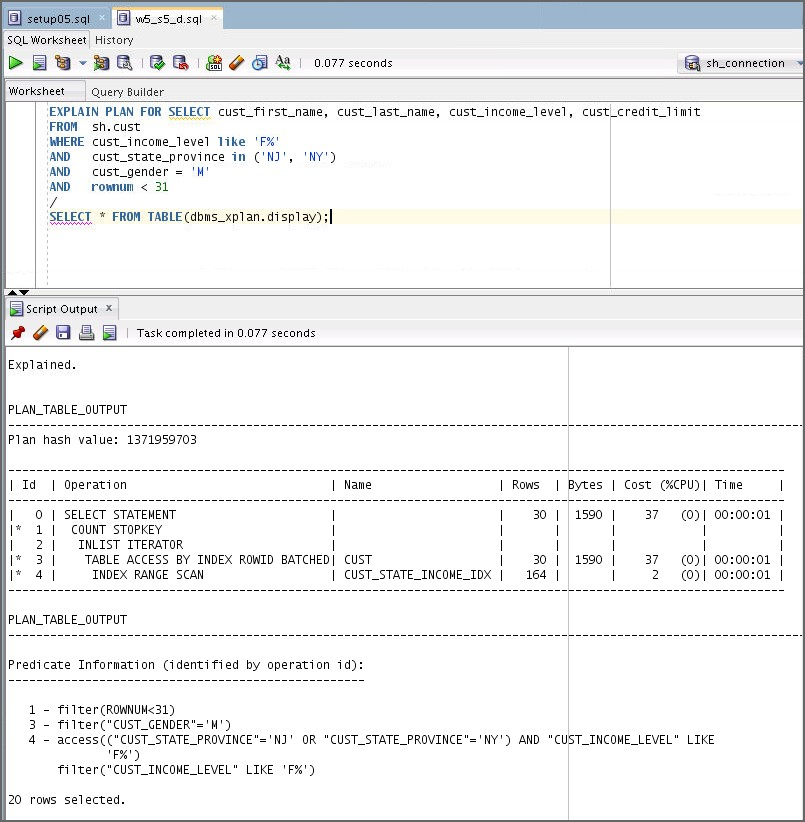 setup05.sql × w5_s5_d.sql ×
SQL Worksheet History
0.077 seconds sh_connection
Worksheet Query Builder
EXPLAIN PLAN FOR SELECT cust_first_name, cust_last_name, cust_income_level, cust_credit_limit
FROM sh.cust
WHERE cust_income_level like 'F%'
AND cust_state_province in ('NJ', 'NY')
AND cust_gender = 'M'
AND rownum < 31
/
SELECT * FROM TABLE(dbms_xplan.display);
Script Output ×
Task completed in 0.077 seconds
Explained.
PLAN_TABLE_OUTPUT
--------------------------------------------------------------------------------
Plan hash value: 1371959703
--------------------------------------------------------------------------------
| Id | Operation | Name | Rows | Bytes | Cost (%CPU)| Time |
--------------------------------------------------------------------------------
| 0 | SELECT STATEMENT | | 30 | 1590 | 37 (0)| 00:00:01 |
|* 1 | COUNT STOPKEY | | | | | |
| 2 | INLIST ITERATOR | | | | | |
|* 3 | TABLE ACCESS BY INDEX ROWID BATCHED| CUST | 30 | 1590 | 37 (0)| 00:00:01 |
|* 4 | INDEX RANGE SCAN | CUST_STATE_INCOME_IDX | 164 | | 2 (0)| 00:00:01 |
--------------------------------------------------------------------------------
PLAN_TABLE_OUTPUT
--------------------------------------------------------------------------------
Predicate Information (identified by operation id):
---------------------------------------------------
1 - filter(ROWNUM<31)
3 - filter("CUST_GENDER"='M')
4 - access(("CUST_STATE_PROVINCE"='NJ' OR "CUST_STATE_PROVINCE"='NY') AND "CUST_INCOME_LEVEL" LIKE
'F%')
filter("CUST_INCOME_LEVEL" LIKE 'F%')
20 rows selected.